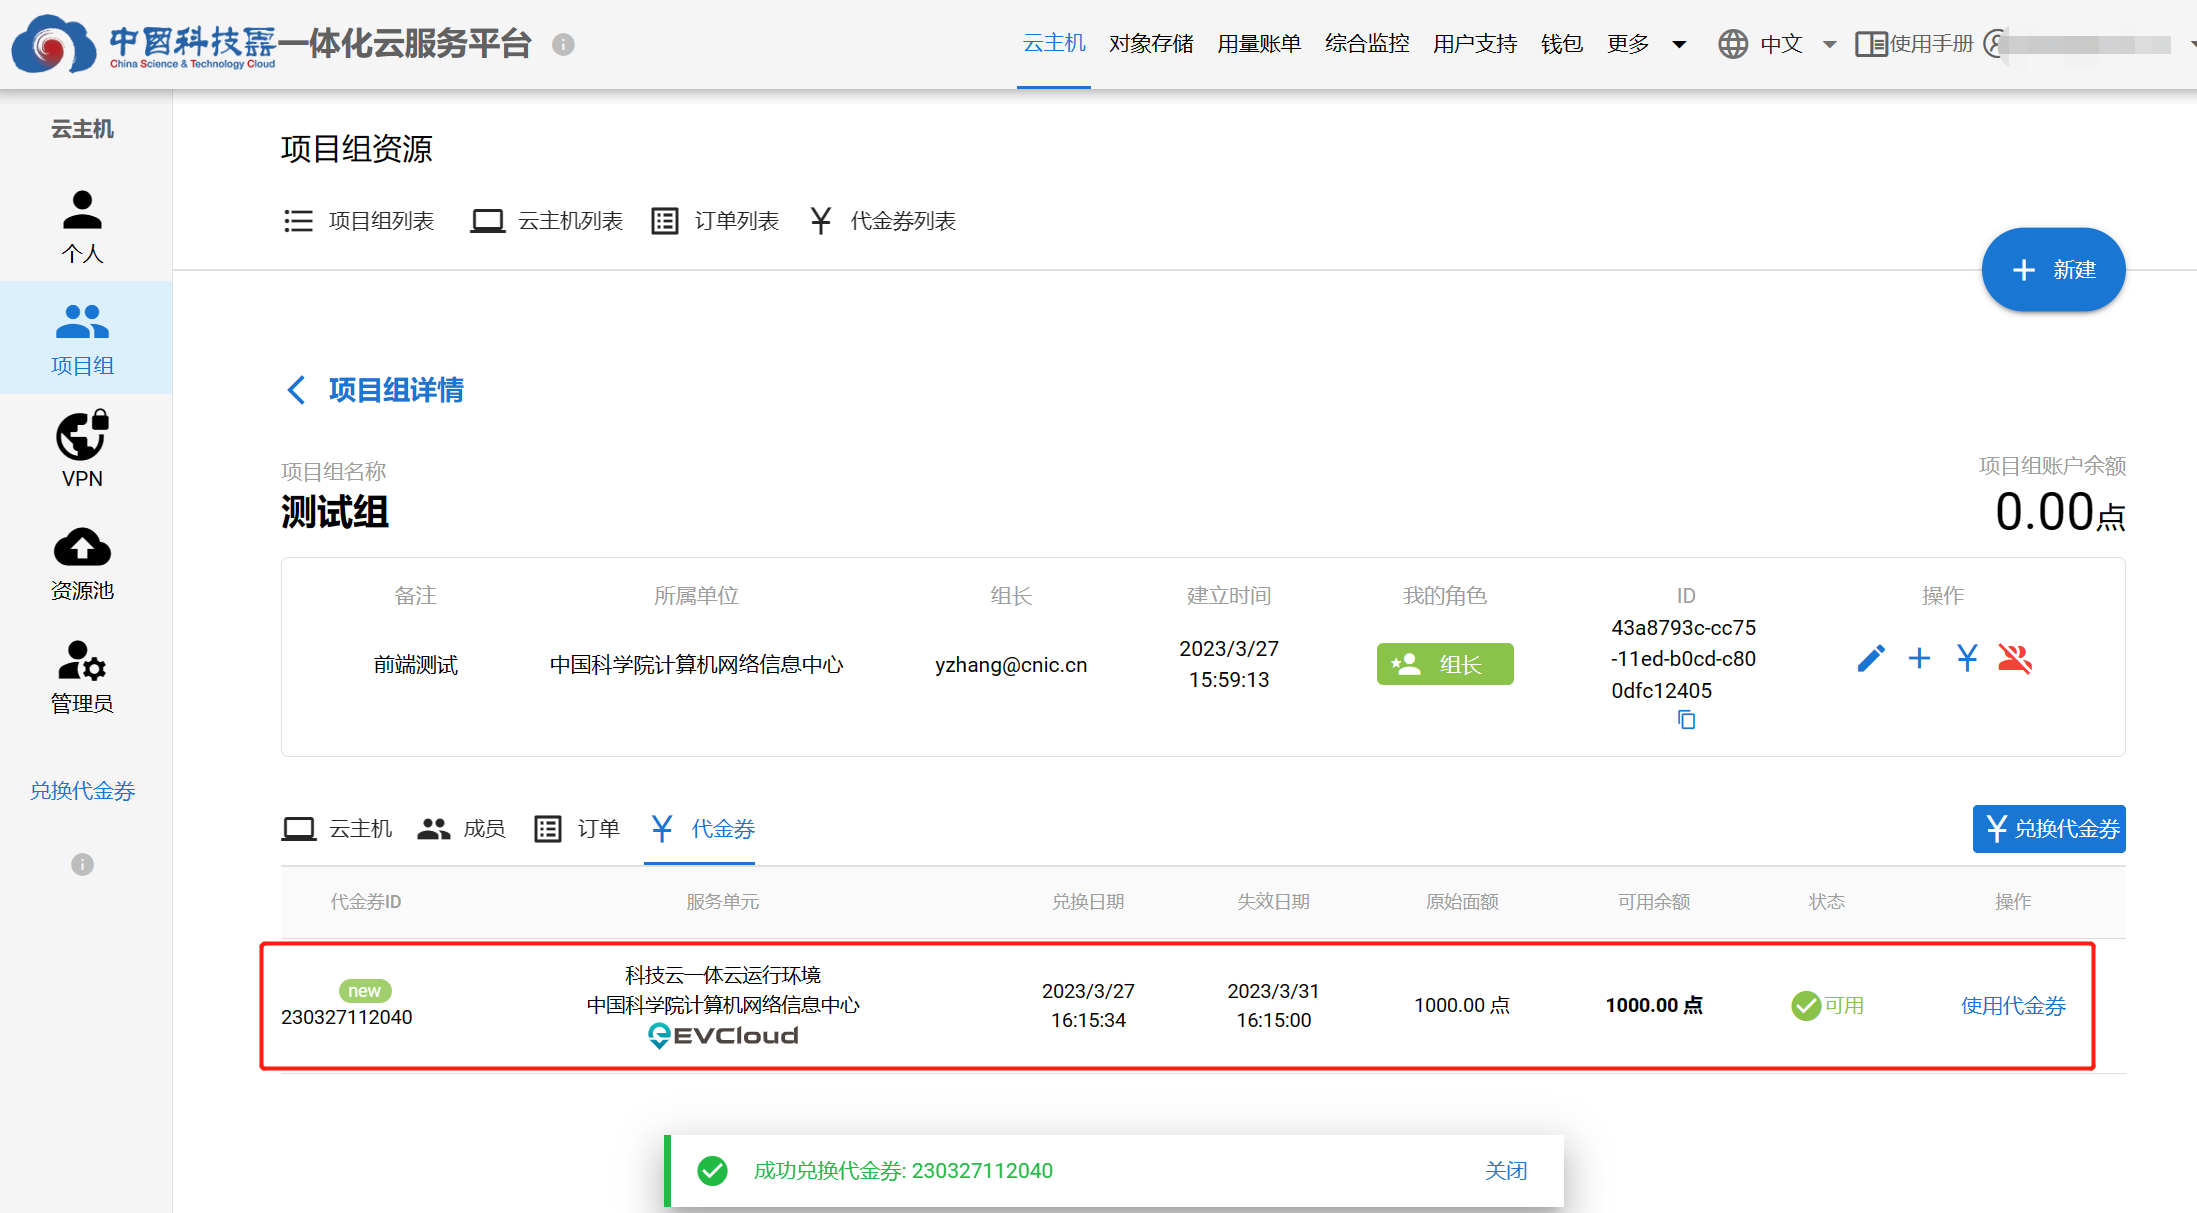 中国科技云
China Science & Technology Cloud
一体化云服务平台
云主机 对象存储 用量账单 综合监控 用户支持 钱包 更多 中文 使用手册
云主机
个人
项目组
VPN
资源池
管理员
兑换代金券
项目组资源
项目组列表 云主机列表 订单列表 代金券列表
新建
项目组详情
项目组名称
测试组
项目组账户余额
0.00点
备注 所属单位 组长 建立时间 我的角色 ID 操作
前端测试 中国科学院计算机网络信息中心 yzhang@cnic.cn
2023/3/27
15:59:13
组长
43a8793c-cc75
-11ed-b0cd-c80
0dfc12405
云主机 成员 订单 代金券
兑换代金券
代金券ID 服务单元 兑换日期 失效日期 原始面额 可用余额 状态 操作
new
230327112040
科技云一体云运行环境
中国科学院计算机网络信息中心
EVCloud
2023/3/27
16:15:34
2023/3/31
16:15:00
1000.00 点
1000.00 点
可用
使用代金券
成功兑换代金券: 230327112040
关闭